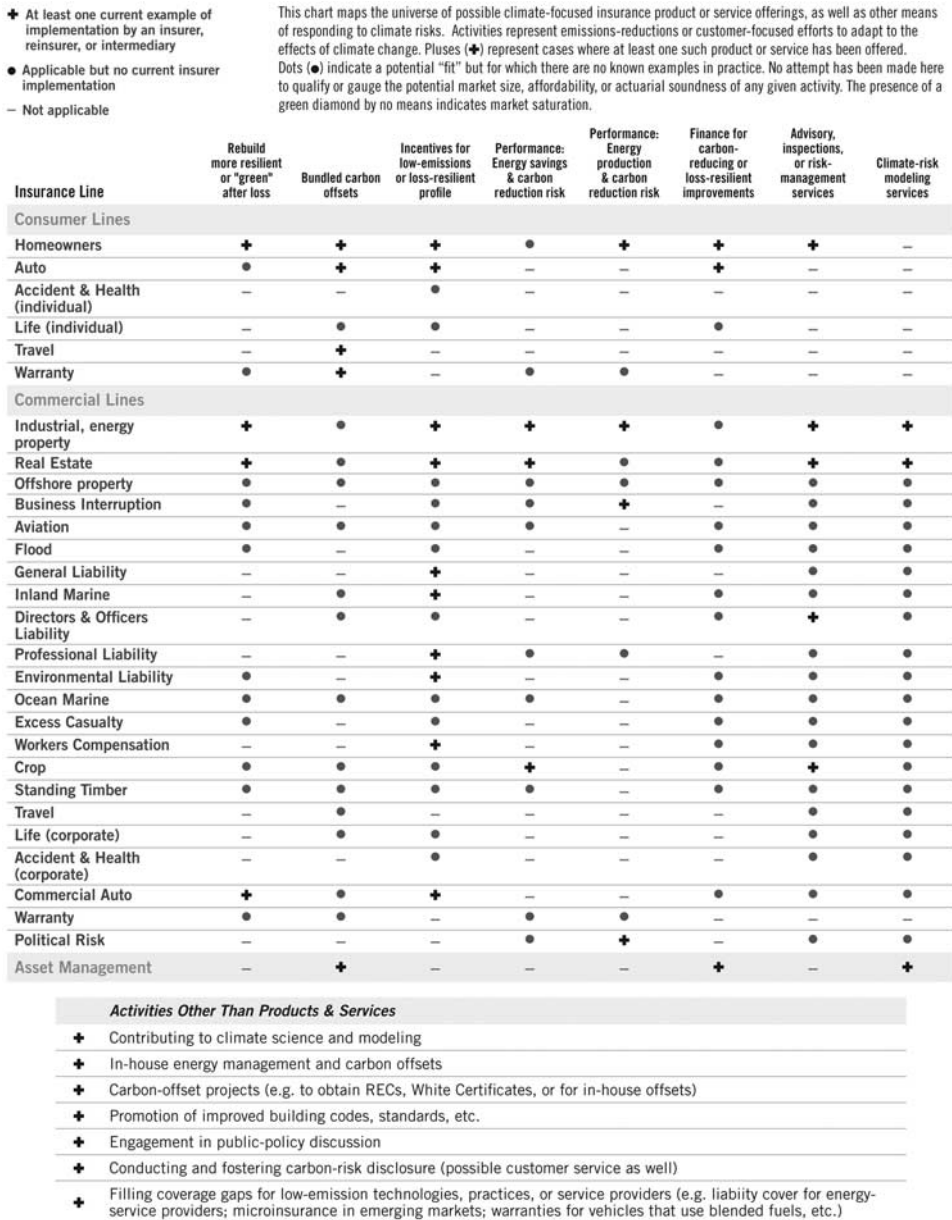 ✚ At least one current example of
implementation by an insurer,
reinsurer, or intermediary
● Applicable but no current insurer
implementation
– Not applicable
This chart maps the universe of possible climate-focused insurance product or service offerings, as well as other means
of responding to climate risks. Activities represent emissions-reductions or customer-focused efforts to adapt to the
effects of climate change. Pluses (✚) represent cases where at least one such product or service has been offered.
Dots (●) indicate a potential “fit” but for which there are no known examples in practice. No attempt has been made here
to qualify or gauge the potential market size, affordability, or actuarial soundness of any given activity. The presence of a
green diamond by no means indicates market saturation.
Insurance Line
Rebuild
more resilient
or "green"
after loss
Bundled carbon
offsets
Incentives for
low-emissions
or loss-resilient
profile
Performance:
Energy savings
& carbon
reduction risk
Performance:
Energy
production
& carbon
reduction risk
Finance for
carbon-
reducing or
loss-resilient
improvements
Advisory,
inspections,
or risk-
management
services
Climate-risk
modeling
services
Consumer Lines
Homeowners ✚ ✚ ✚ ● ✚ ✚ ✚ –
Auto ● ✚ ✚ – – ✚ – –
Accident & Health
(individual) – – ● – – – – –
Life (individual) – ● ● – – ● – –
Travel – ✚ – – – – – –
Warranty ● ✚ – ● ● – – –
Commercial Lines
Industrial, energy
property ✚ ● ✚ ✚ ✚ ● ✚ ✚
Real Estate ✚ ● ✚ ✚ ● ● ✚ ✚
Offshore property ● ● ● ● ● ● ● ●
Business Interruption ● – ● ● ✚ – ● ●
Aviation ● ● ● ● – ● ● ●
Flood ● – ● – – ● ● ●
General Liability – – ✚ – – – ● ●
Inland Marine – ● ✚ – – ● ● ●
Directors & Officers
Liability – ● ● – – ● ✚ ●
Professional Liability – – ✚ ● ● – ● ●
Environmental Liability ● – ✚ – – ● ● ●
Ocean Marine ● ● ● ● – ● ● ●
Excess Casualty ● – ● – – ● ● ●
Workers Compensation – – ✚ – – ● ● ●
Crop ● ● ● ✚ – ● ✚ ●
Standing Timber ● ● ● ● – ● ● ●
Travel – ● – – – – ● ●
Life (corporate) – ● ● – – – ● ●
Accident & Health
(corporate) – – ● – – – ● ●
Commercial Auto ✚ ● ✚ – – ● ● ●
Warranty ● ● – ● ● – – –
Political Risk – – – ● ✚ – ● ●
Asset Management – ✚ – – – ✚ – ✚
Activities Other Than Products & Services
✚ Contributing to climate science and modeling
✚ In-house energy management and carbon offsets
✚ Carbon-offset projects (e.g. to obtain RECs, White Certificates, or for in-house offsets)
✚ Promotion of improved building codes, standards, etc.
✚ Engagement in public-policy discussion
✚ Conducting and fostering carbon-risk disclosure (possible customer service as well)
✚ Filling coverage gaps for low-emission technologies, practices, or service providers (e.g. liabiity cover for energy-
service providers; microinsurance in emerging markets; warranties for vehicles that use blended fuels, etc.)